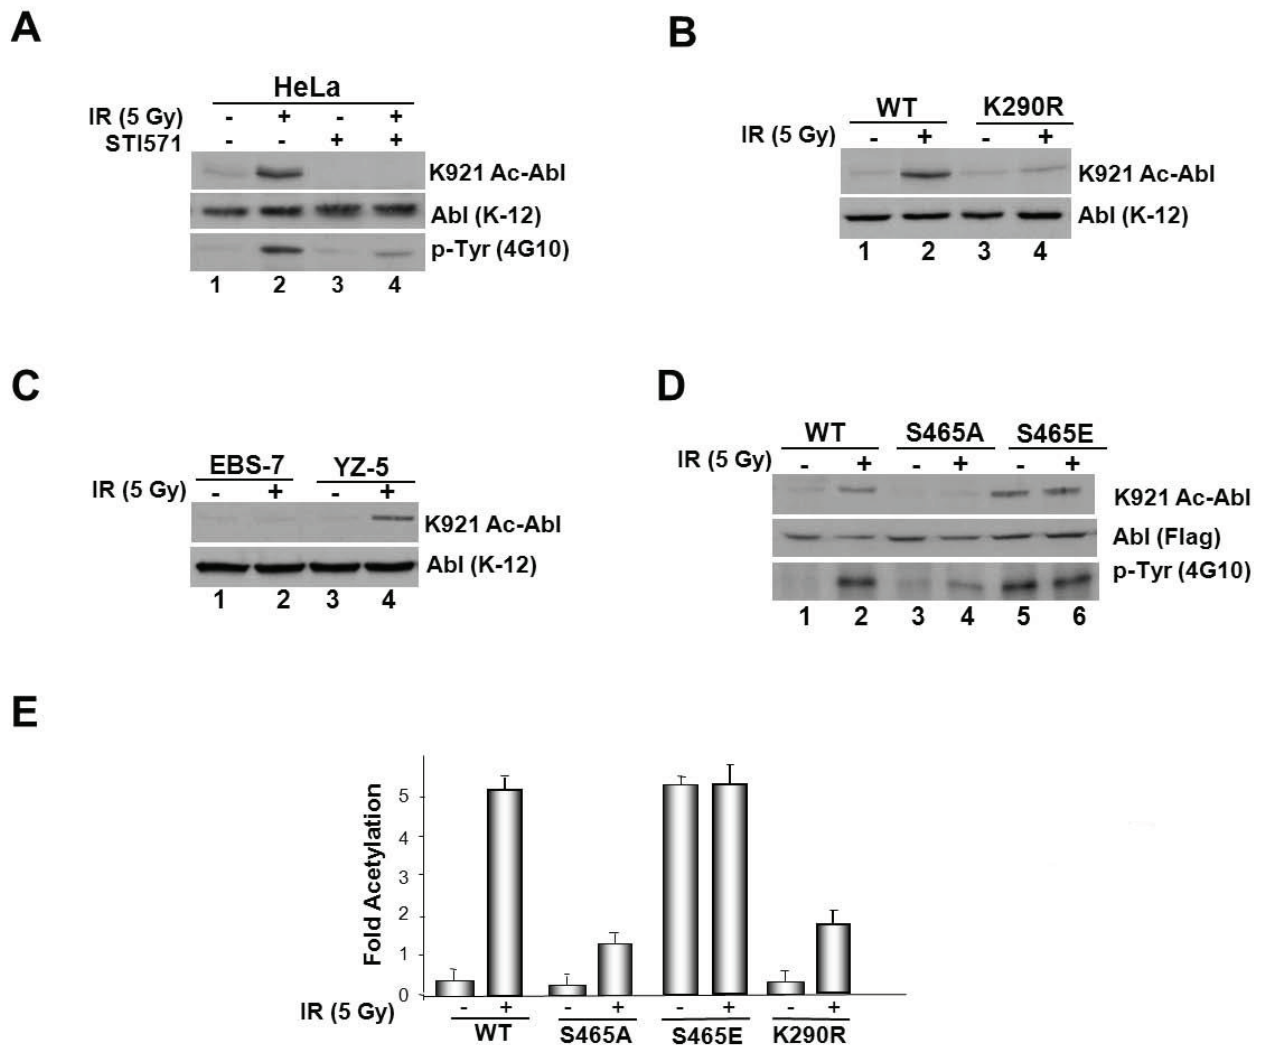 A
HeLa
IR (5 Gy) - + - +
STI571 - - + +
K921 Ac-Abl
Abl (K-12)
p-Tyr (4G10)
1 2 3 4
B
WT K290R
IR (5 Gy) - + - +
K921 Ac-Abl
Abl (K-12)
1 2 3 4
C
EBS-7 YZ-5
IR (5 Gy) - + - +
K921 Ac-Abl
Abl (K-12)
1 2 3 4
D
WT S465A S465E
IR (5 Gy) - + - + - +
K921 Ac-Abl
Abl (Flag)
p-Tyr (4G10)
1 2 3 4 5 6
E
Fold Acetylation
5
4
3
2
1
0
IR (5 Gy) - + - + - + - +
WT S465A S465E K290R